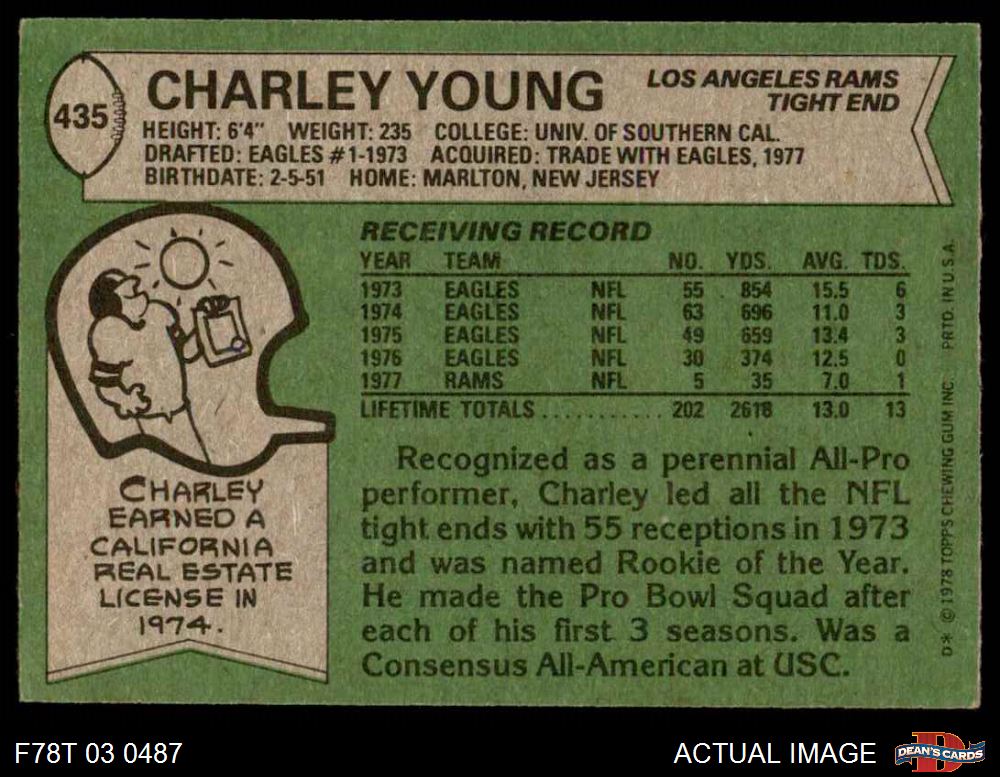 435
CHARLEY YOUNG
LOS ANGELES RAMS
TIGHT END
HEIGHT: 6'4" WEIGHT: 235 COLLEGE: UNIV. OF SOUTHERN CAL.
DRAFTED: EAGLES #1-1973 ACQUIRED: TRADE WITH EAGLES, 1977
BIRTHDATE: 2-5-51 HOME: MARLTON, NEW JERSEY
RECEIVING RECORD
YEAR TEAM NO. YDS. AVG. TDS.
1973 EAGLES NFL 55 854 15.5 6
1974 EAGLES NFL 63 696 11.0 3
1975 EAGLES NFL 49 659 13.4 3
1976 EAGLES NFL 30 374 12.5 0
1977 RAMS NFL 5 35 7.0 1
LIFETIME TOTALS............ 202 2618 13.0 13
Recognized as a perennial All-Pro
performer, Charley led all the NFL
tight ends with 55 receptions in 1973
and was named Rookie of the Year.
He made the Pro Bowl Squad after
each of his first 3 seasons. Was a
Consensus All-American at USC.
CHARLEY
EARNED A
CALIFORNIA
REAL ESTATE
LICENSE IN
1974.
D* © 1978 TOPPS CHEWING GUM INC. PRTD. IN U.S.A.
F78T 03 0487
ACTUAL IMAGE
D
DEAN'S CARDS